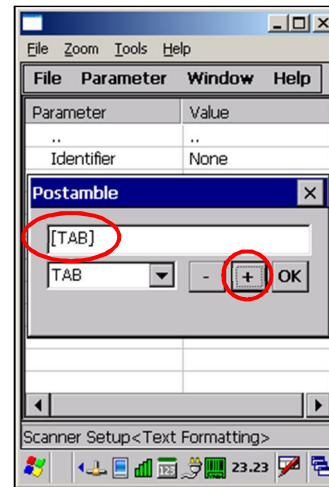 File Zoom Tools Help
File Parameter Window Help
Parameter Value
.. ..
Identifier None
Postamble
[TAB]
TAB - + OK
Scanner Setup<Text Formatting>
123 23.23